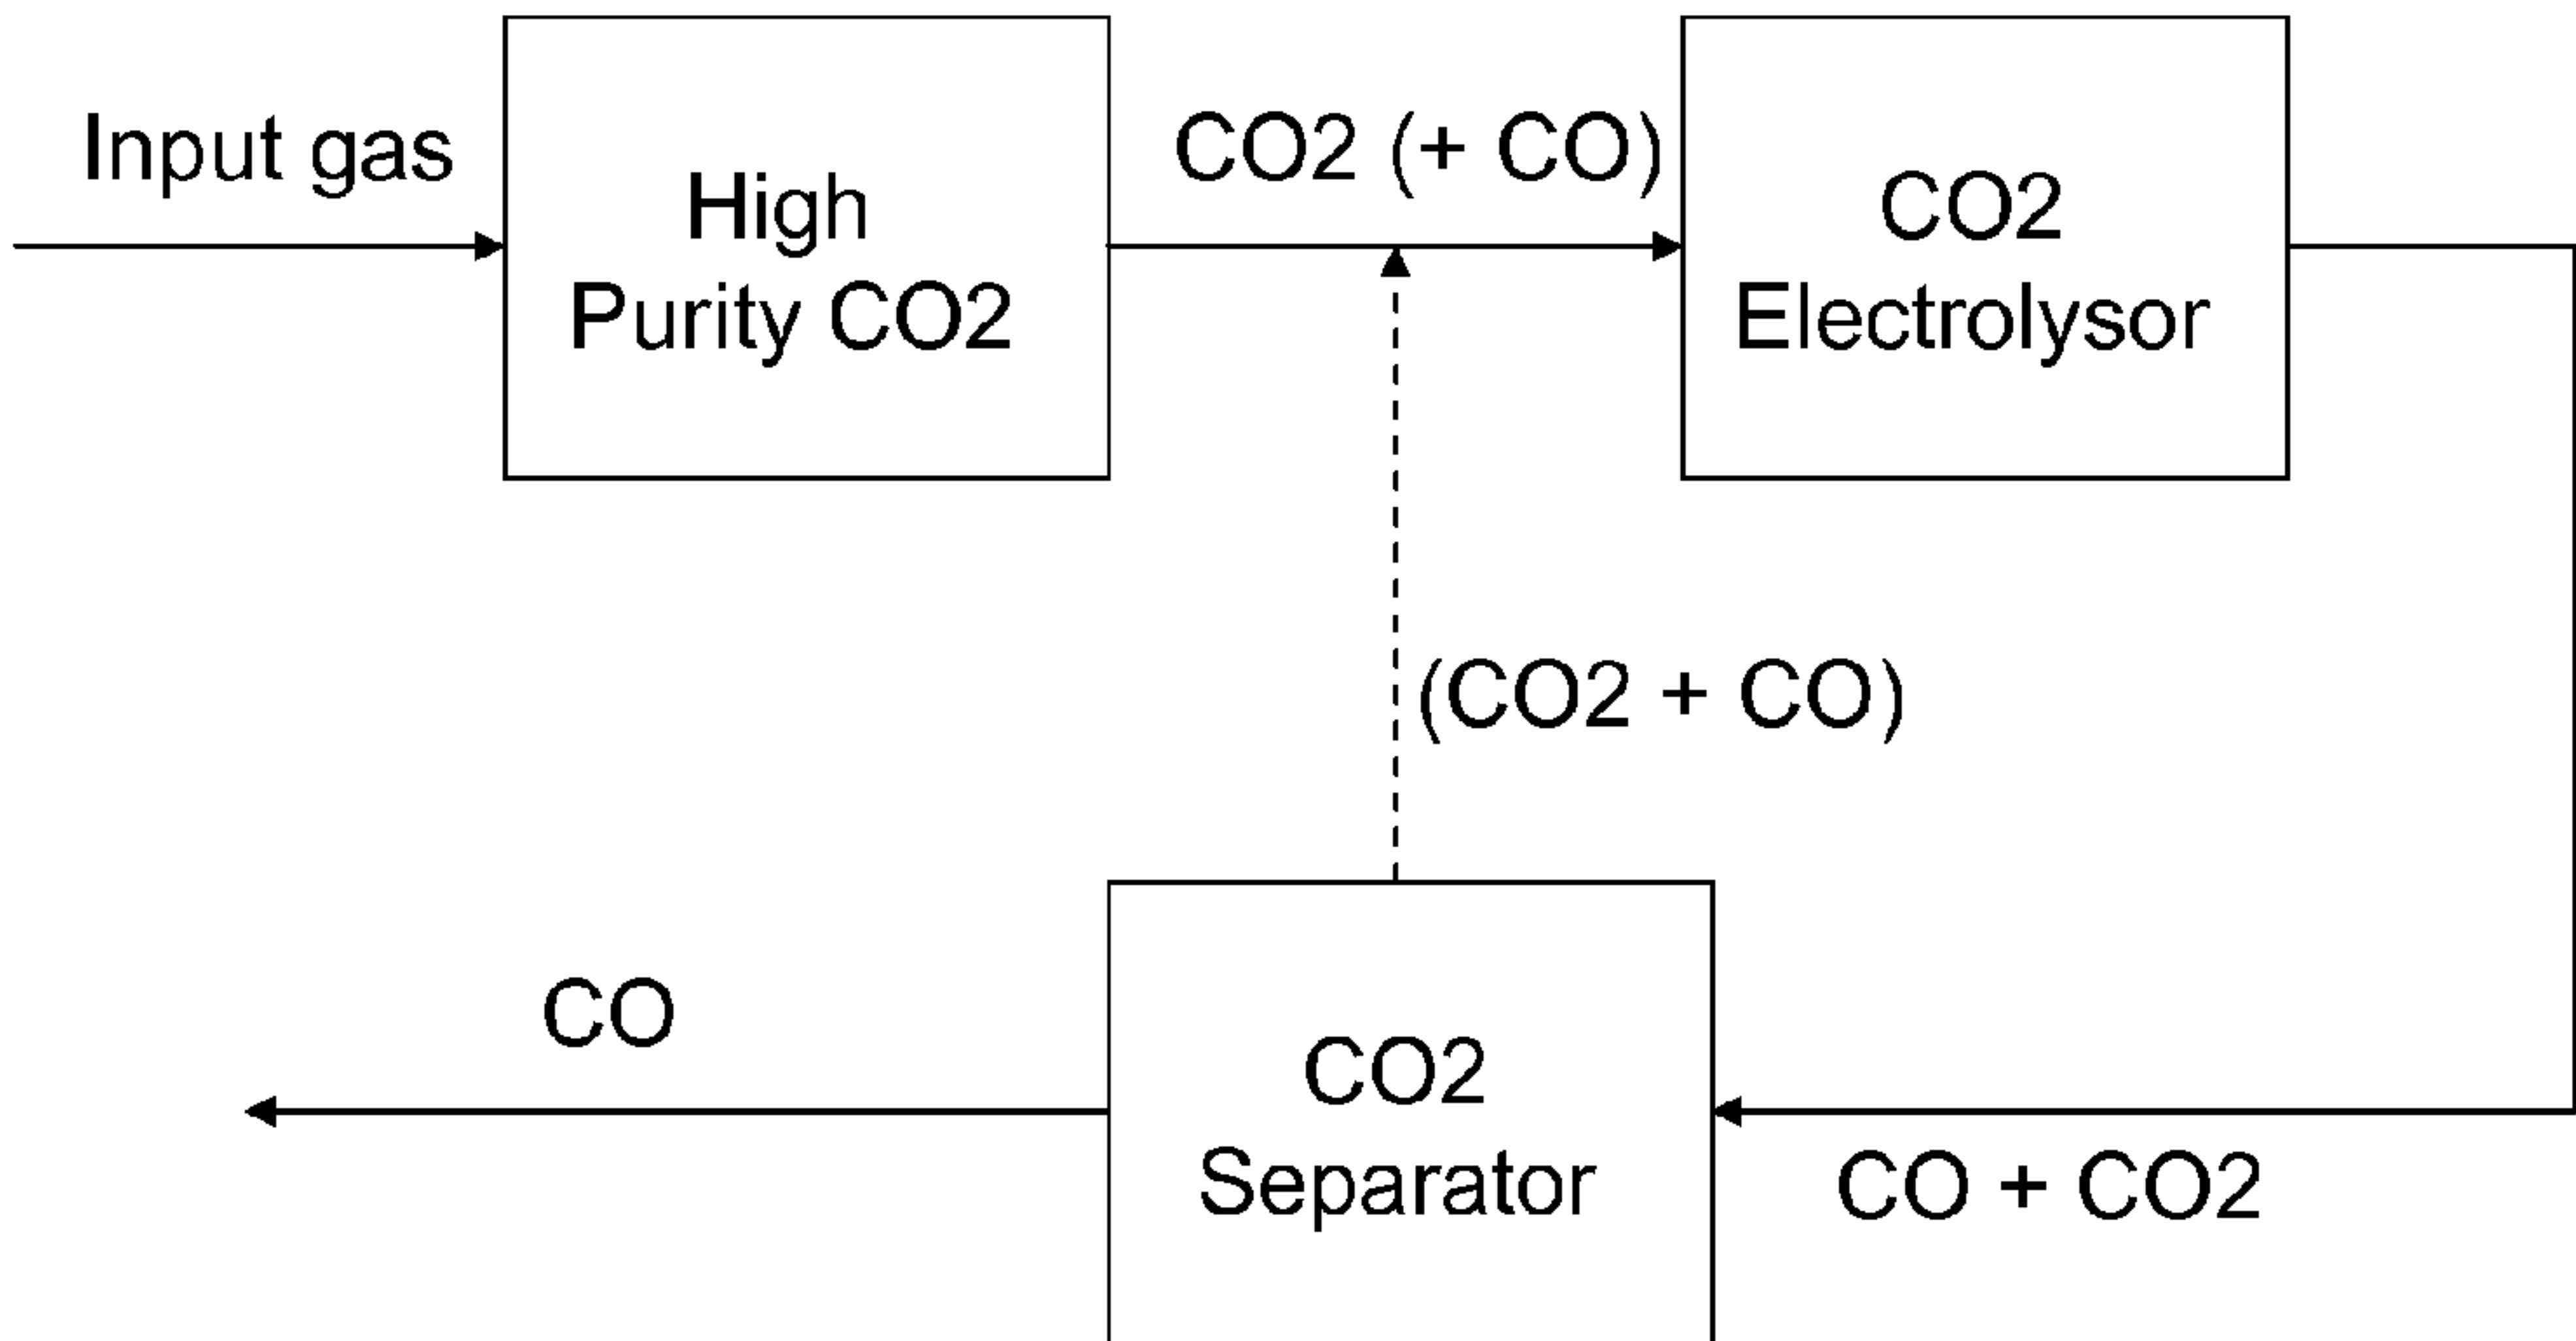 Input gas
High
Purity CO2
CO2 (+ CO)
CO2
Electrolysor
(CO2 + CO)
CO
CO2
Separator
CO + CO2